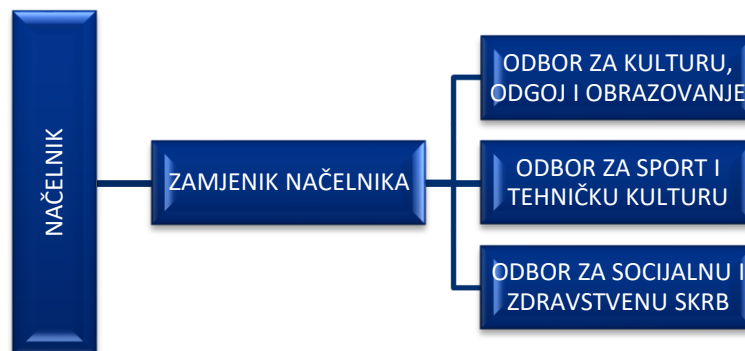 NAČELNIK
ZAMJENIK NAČELNIKA
ODBOR ZA KULTURU,
ODGOJ I OBRAZOVANJE
ODBOR ZA SPORT I
TEHNIČKU KULTURU
ODBOR ZA SOCIJALNU I
ZDRAVSTVENU SKRB